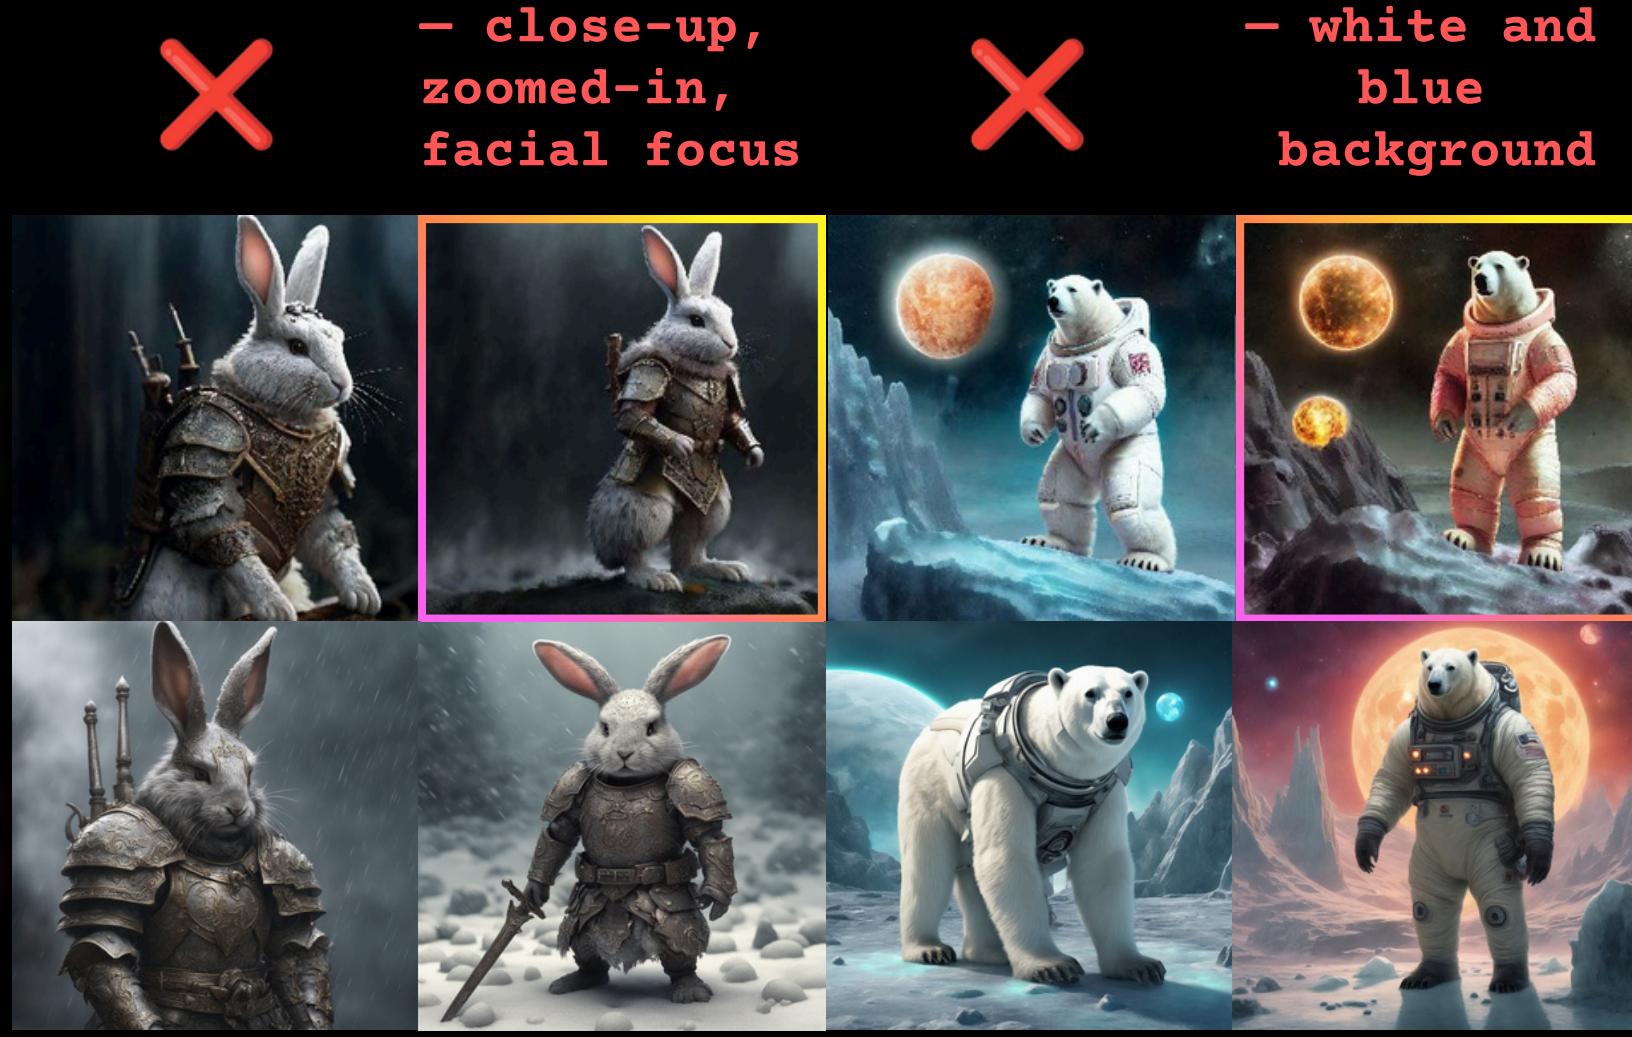 — close-up,
zoomed-in,
facial focus
— white and
blue
background